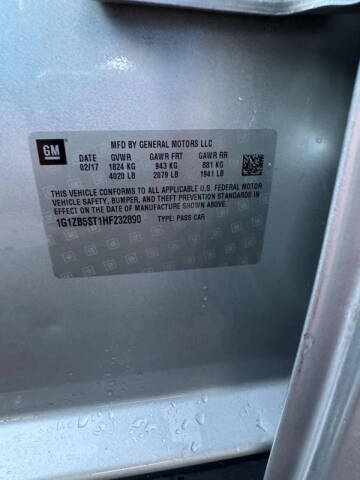 GM
MFD BY GENERAL MOTORS LLC
DATE GVWR GAWR FRT GAWR RR
02/17 1824 KG 943 KG 881 KG
4020 LB 2079 LB 1941 LB
THIS VEHICLE CONFORMS TO ALL APPLICABLE U.S. FEDERAL MOTOR
VEHICLE SAFETY, BUMPER, AND THEFT PREVENTION STANDARDS
IN EFFECT ON THE DATE OF MANUFACTURE SHOWN ABOVE.
1G1ZB5ST1HF232890 TYPE: PASS CAR